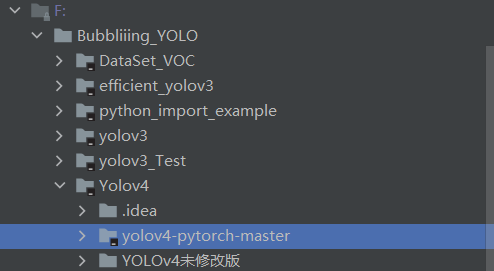 F:
Bubbliiing_YOLO
DataSet_VOC
efficient_yolov3
python_import_example
yolov3
yolov3_Test
Yolov4
.idea
yolov4-pytorch-master
YOLOv4未修改版